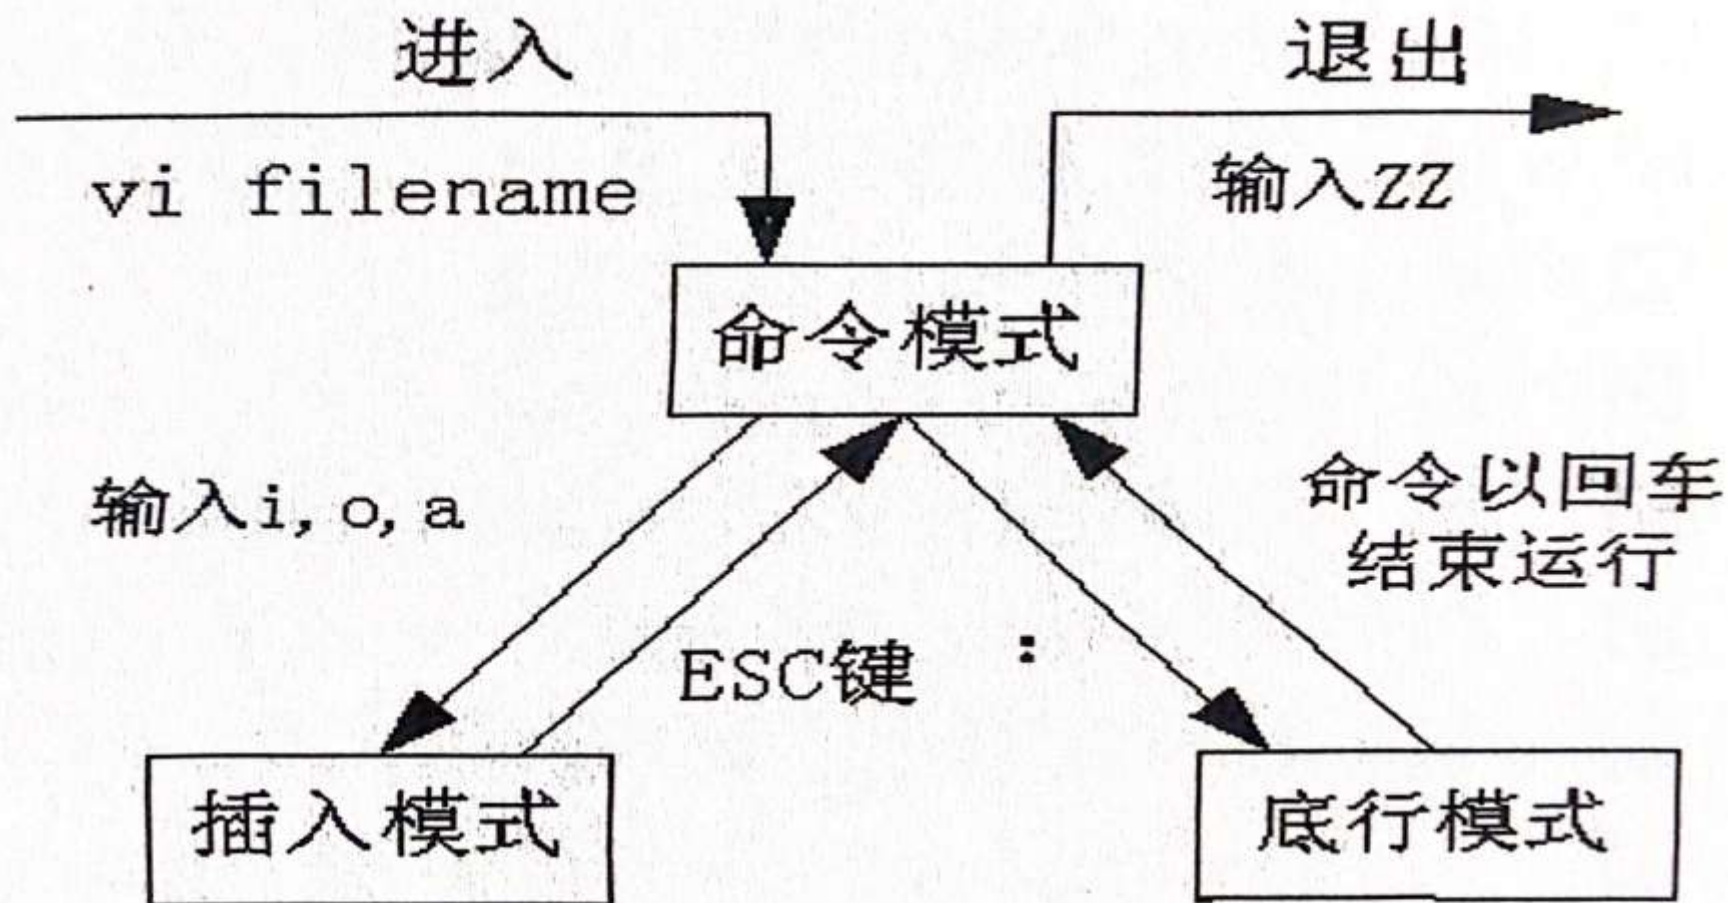 进入
退出
vi filename
输入ZZ
命令模式
输入i,o,a
命令以回车
结束运行
ESC键
:
插入模式
底行模式